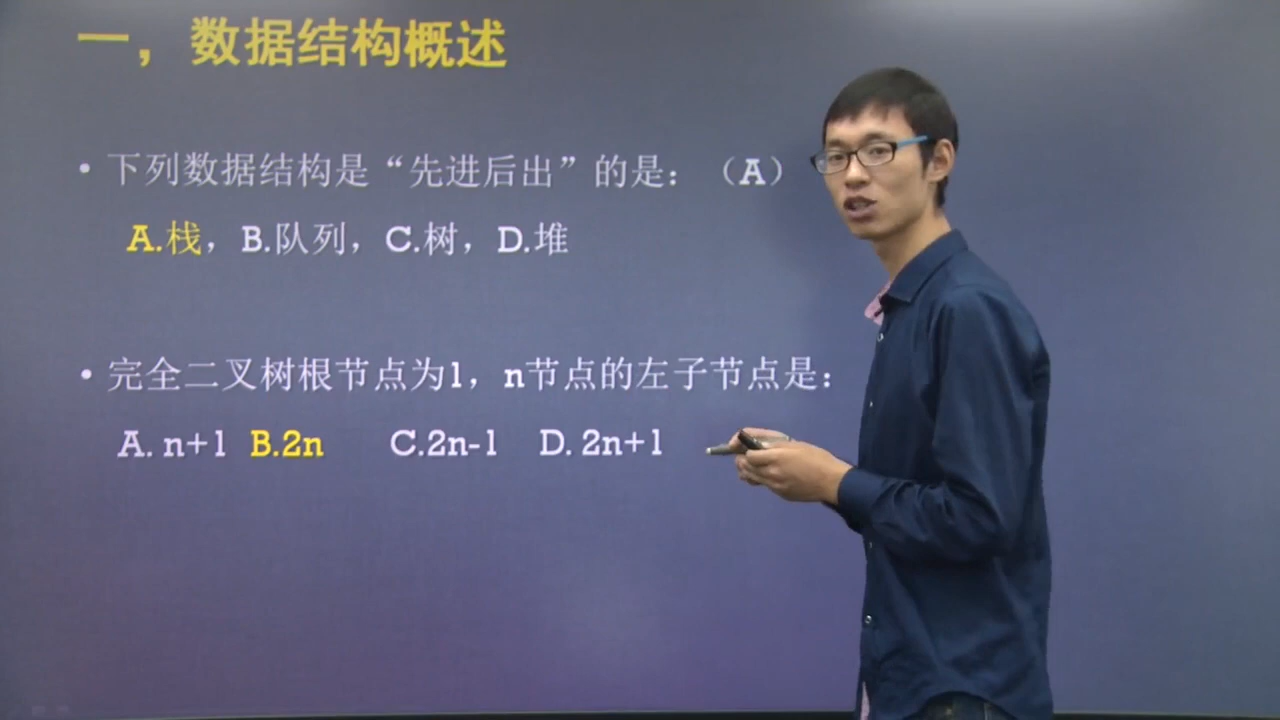 一，数据结构概述
•下列数据结构是“先进后出”的是：（A）
A.栈，B.队列，C.树，D.堆
•完全二叉树根节点为1，n节点的左子节点是：
A. n+1 B.2n C.2n-1 D. 2n+1